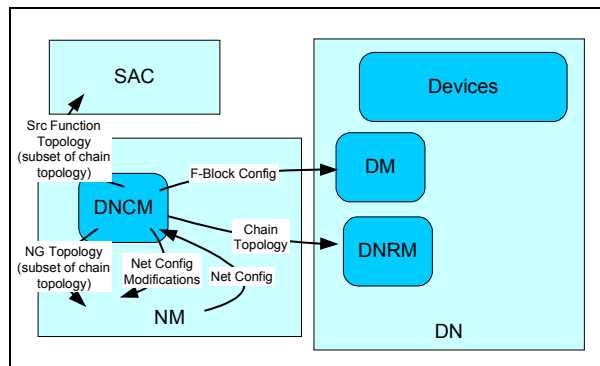 SAC
Devices
Src Function
Topology
(subset of chain
topology)
F-Block Config
DM
DNCM
Chain
Topology
DNRM
NG Topology
(subset of chain
topology)
Net Config
Modifications
Net Config
NM
DN